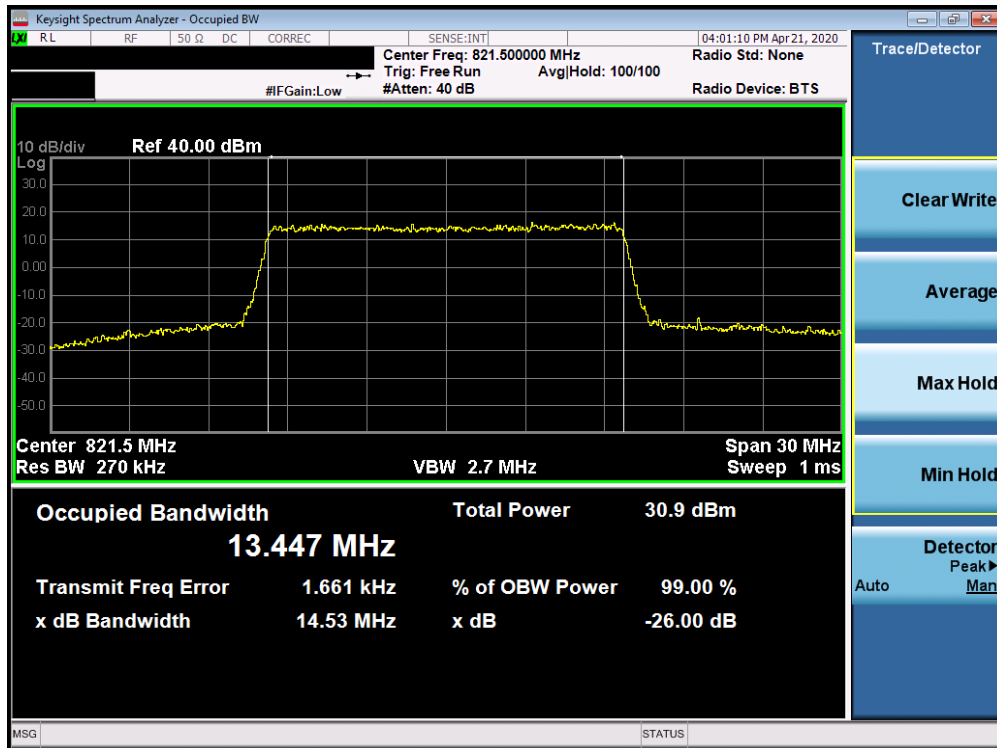 Keysight Spectrum Analyzer - Occupied BW
LXI RL RF 50 Ω DC CORREC SENSE:INT 04:01:10 PM Apr 21, 2020
Center Freq: 821.500000 MHz Radio Std: None
Trig: Free Run Avg|Hold: 100/100
#IFGain:Low #Atten: 40 dB Radio Device: BTS
Trace/Detector
10 dB/div Ref 40.00 dBm
Log
30.0
20.0
10.0
0.00
-10.0
-20.0
-30.0
-40.0
-50.0
Center 821.5 MHz Span 30 MHz
Res BW 270 kHz VBW 2.7 MHz Sweep 1 ms
Occupied Bandwidth Total Power 30.9 dBm
13.447 MHz
Transmit Freq Error 1.661 kHz % of OBW Power 99.00 %
x dB Bandwidth 14.53 MHz x dB -26.00 dB
Clear Write
Average
Max Hold
Min Hold
Detector
Peak▶
Auto Man
MSG STATUS